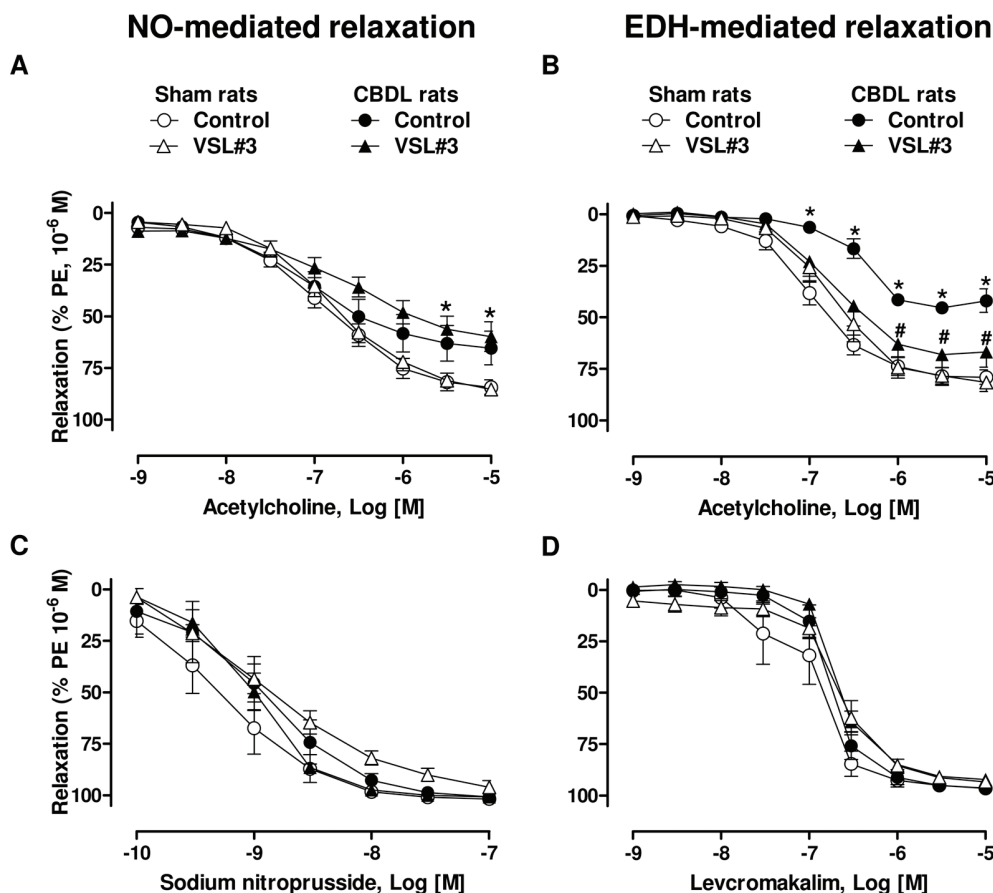 NO-mediated relaxation
EDH-mediated relaxation
A
Sham rats CBDL rats
Control Control
VSL#3 VSL#3
Relaxation (% PE, 10-6 M)
0
25
50
75
100
* *
-9 -8 -7 -6 -5
Acetylcholine, Log [M]
B
Sham rats CBDL rats
Control Control
VSL#3 VSL#3
0
25
50
75
100
* * * * *
# # #
-9 -8 -7 -6 -5
Acetylcholine, Log [M]
C
Relaxation (% PE 10-6 M)
0
25
50
75
100
-10 -9 -8 -7
Sodium nitroprusside, Log [M]
D
0
25
50
75
100
-9 -8 -7 -6 -5
Levcromakalim, Log [M]